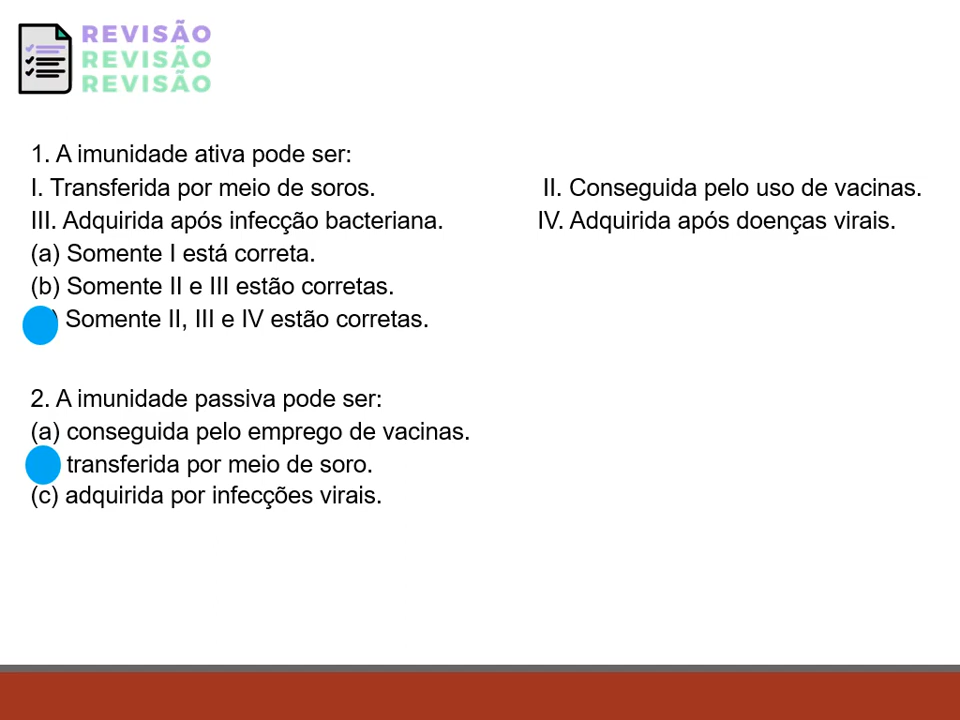 REVISÃO
REVISÃO
REVISÃO
1. A imunidade ativa pode ser:
I. Transferida por meio de soros. II. Conseguida pelo uso de vacinas.
III. Adquirida após infecção bacteriana. IV. Adquirida após doenças virais.
(a) Somente I está correta.
(b) Somente II e III estão corretas.
) Somente II, III e IV estão corretas.
2. A imunidade passiva pode ser:
(a) conseguida pelo emprego de vacinas.
transferida por meio de soro.
(c) adquirida por infecções virais.